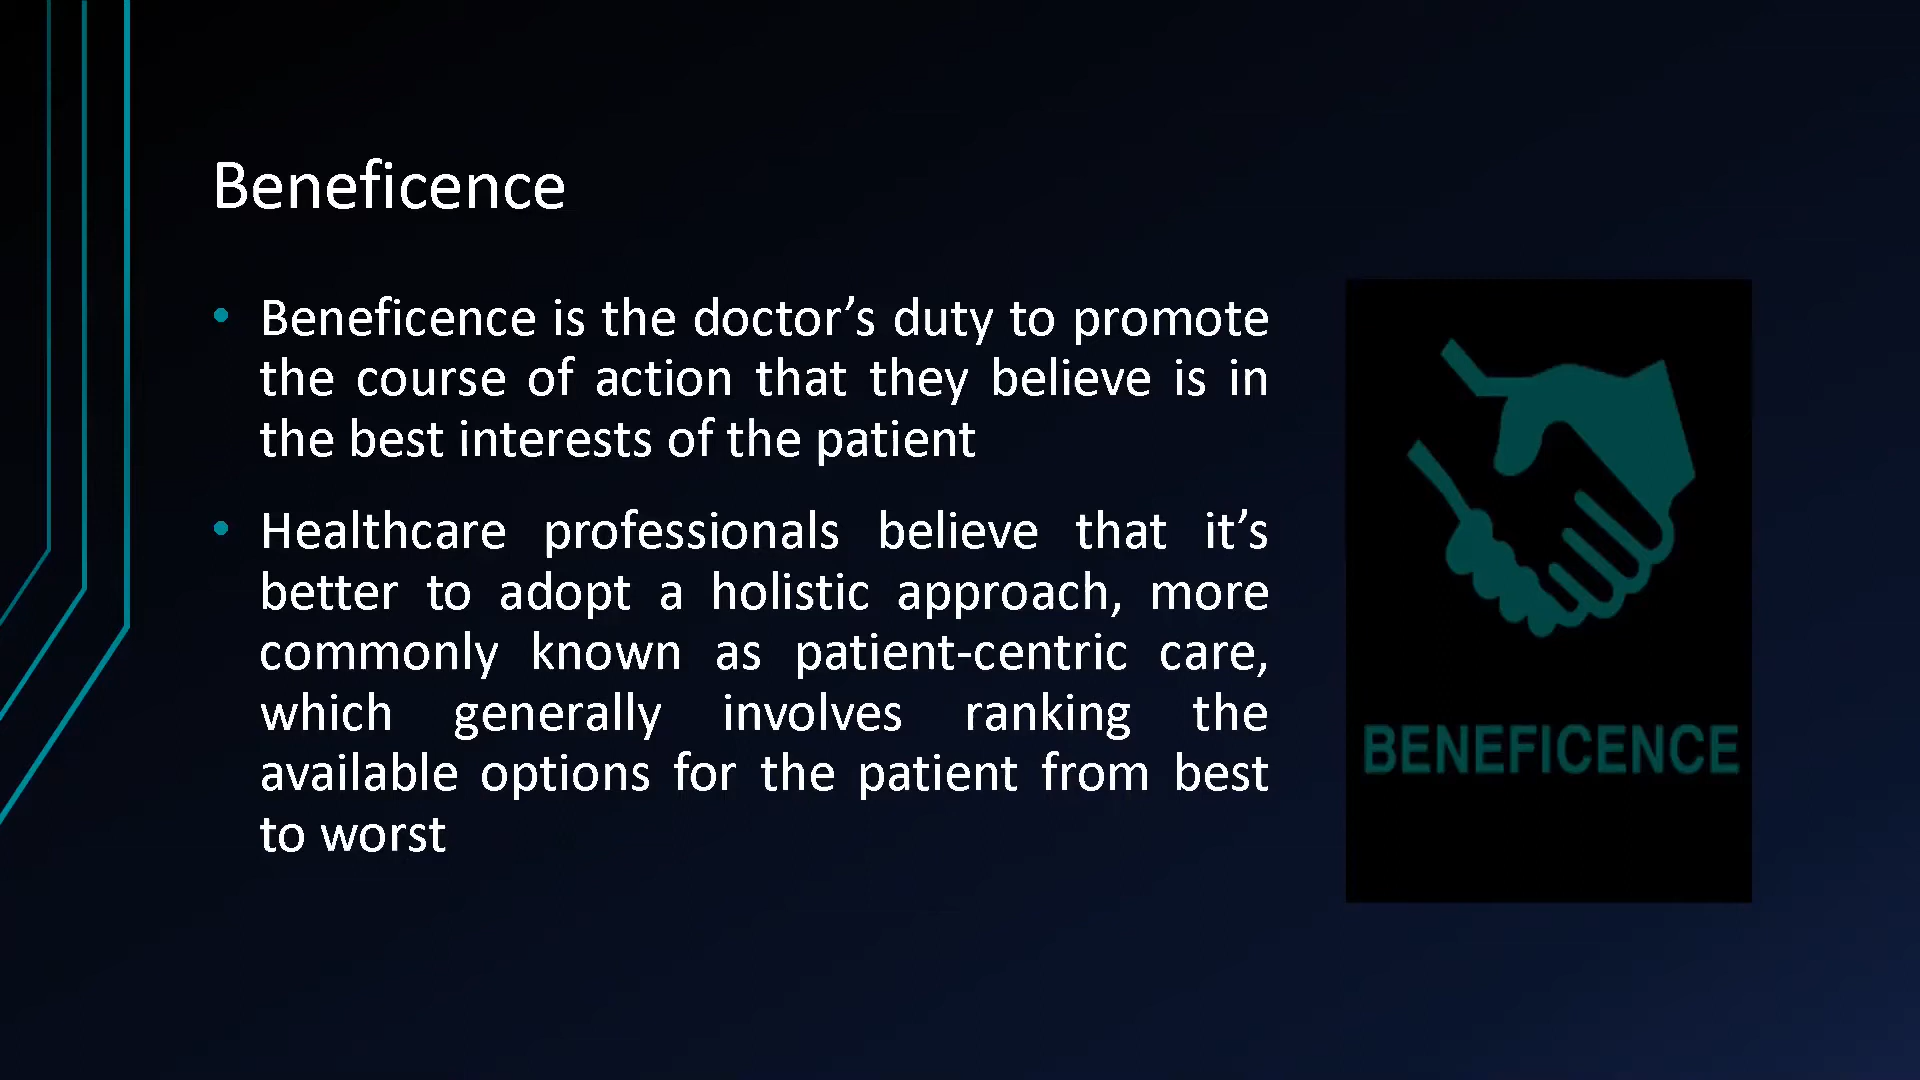 Beneficence
• Beneficence is the doctor’s duty to promote
the course of action that they believe is in
the best interests of the patient
• Healthcare professionals believe that it’s
better to adopt a holistic approach, more
commonly known as patient-centric care,
which generally involves ranking the
available options for the patient from best
to worst
BENEFICENCE